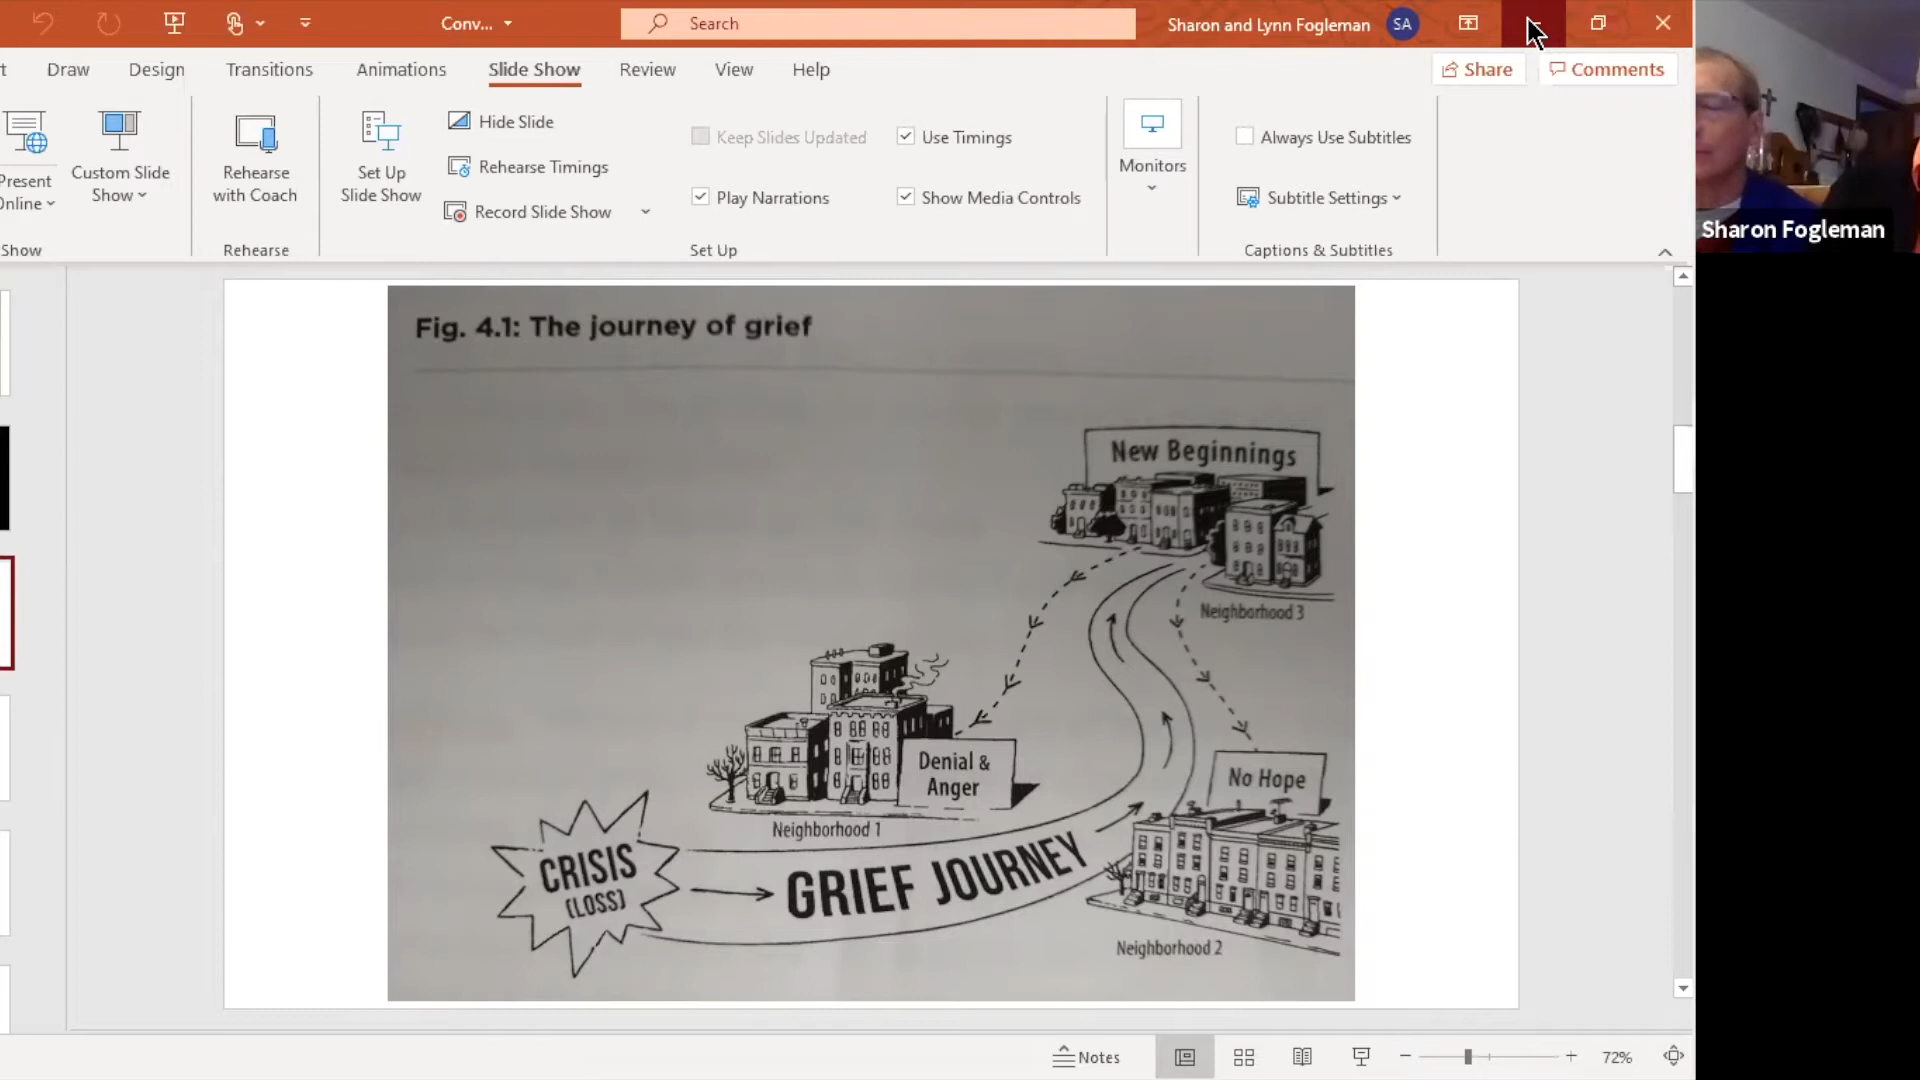 Conv...
Search
Sharon and Lynn Fogleman
SA
t
Draw
Design
Transitions
Animations
Slide Show
Review
View
Help
Share
Comments
Present
Online
Custom Slide
Show
Rehearse
with Coach
Set Up
Slide Show
Hide Slide
Rehearse Timings
Record Slide Show
Keep Slides Updated
Play Narrations
Use Timings
Show Media Controls
Monitors
Always Use Subtitles
Subtitle Settings
Show
Rehearse
Set Up
Captions & Subtitles
Sharon Fogleman
Fig. 4.1: The journey of grief
New Beginnings
Neighborhood 3
Denial &
Anger
Neighborhood 1
No Hope
CRISIS
(LOSS)
GRIEF JOURNEY
Neighborhood 2
Notes
72%